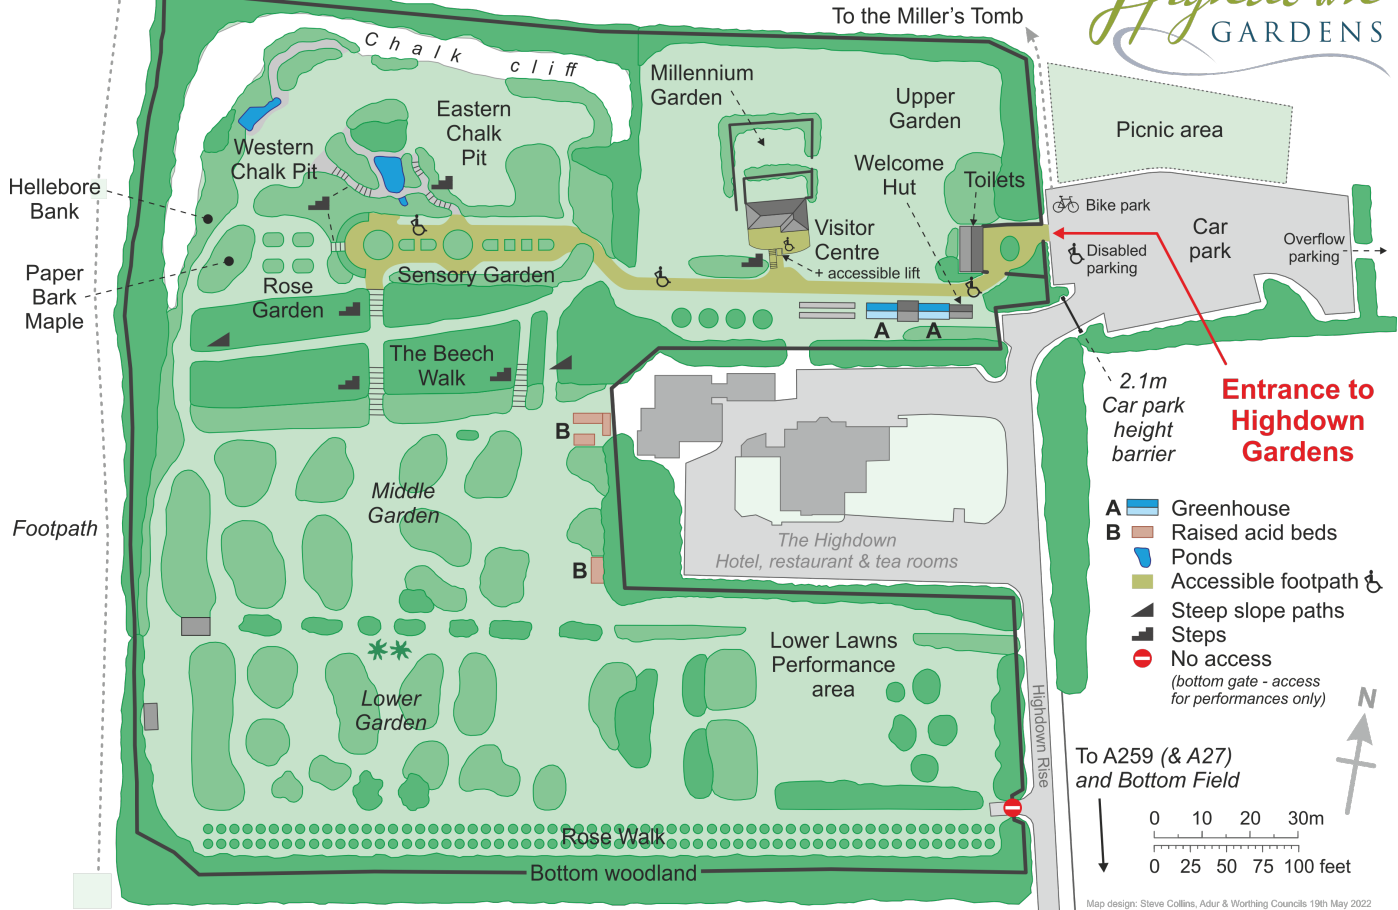 To the Miller's Tomb
Highdown
GARDENS
Chalk cliff
Millennium
Garden
Upper
Garden
Picnic area
Eastern
Chalk
Pit
Western
Chalk Pit
Welcome
Hut
Toilets
Hellebore
Bank
Bike park
Car
park
Visitor
Centre
+ accessible lift
Disabled
parking
Overflow
parking
Paper
Bark
Maple
Sensory Garden
Rose
Garden
A
A
The Beech
Walk
2.1m
Car park
height
barrier
Entrance to
Highdown
Gardens
B
Middle
Garden
Footpath
The Highdown
Hotel, restaurant & tea rooms
B
A Greenhouse
B Raised acid beds
Ponds
Accessible footpath
Steep slope paths
Steps
No access
(bottom gate - access
for performances only)
Lower Lawns
Performance
area
Lower
Garden
Highdown Rise
N
To A259 (& A27)
and Bottom Field
0 10 20 30m
0 25 50 75 100 feet
Rose Walk
Bottom woodland
Map design: Steve Collins, Adur & Worthing Councils 19th May 2022